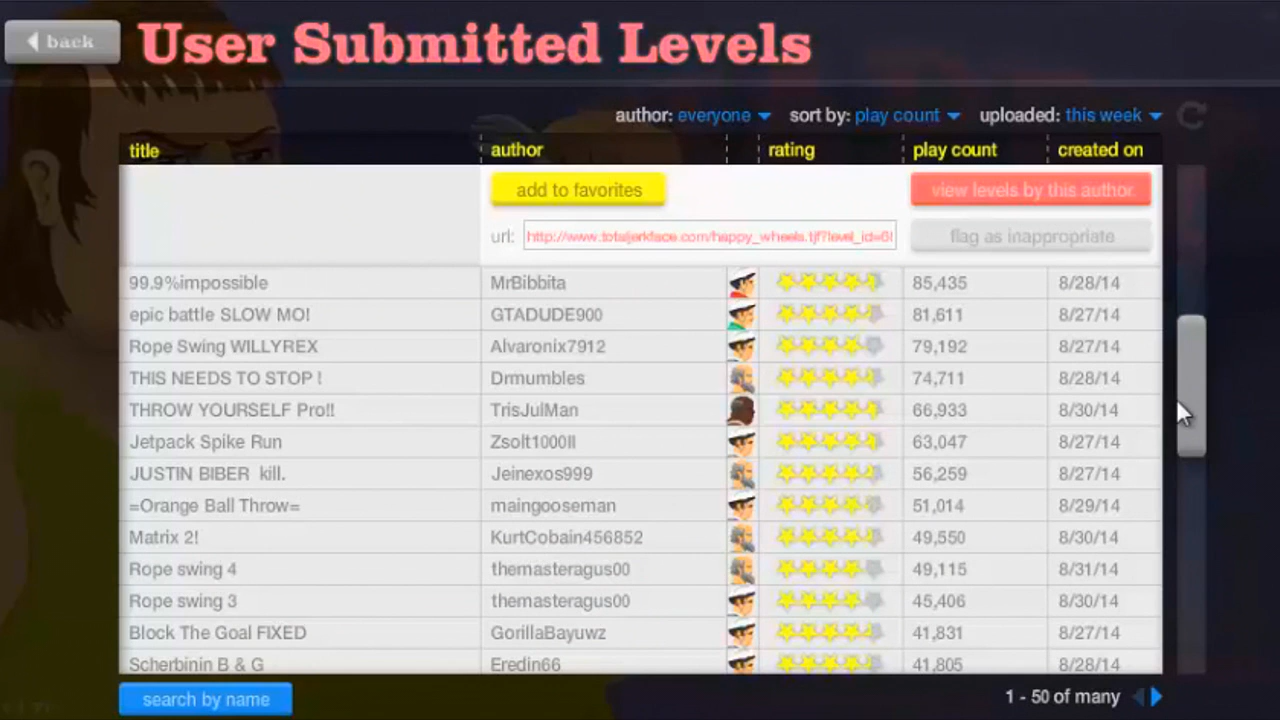 back
User Submitted Levels
author: everyone sort by: play count uploaded: this week
title author rating play count created on
add to favorites view levels by this author
url: http://www.totaljerkface.com/happy_wheels.tjf?level_id=6 flag as inappropriate
99.9%impossible MrBibbita 85,435 8/28/14
epic battle SLOW MO! GTADUDE900 81,611 8/27/14
Rope Swing WILLYREX Alvaronix7912 79,192 8/27/14
THIS NEEDS TO STOP ! Drmumbles 74,711 8/28/14
THROW YOURSELF Pro!! TrisJulMan 66,933 8/30/14
Jetpack Spike Run Zsolt1000II 63,047 8/27/14
JUSTIN BIBER kill. Jeinexos999 56,259 8/27/14
=Orange Ball Throw= maingooseman 51,014 8/29/14
Matrix 2! KurtCobain456852 49,550 8/30/14
Rope swing 4 themasteragus00 49,115 8/31/14
Rope swing 3 themasteragus00 45,406 8/30/14
Block The Goal FIXED GorillaBayuwz 41,831 8/27/14
Scherbinin B & G Eredin66 41,805 8/28/14
search by name 1 - 50 of many